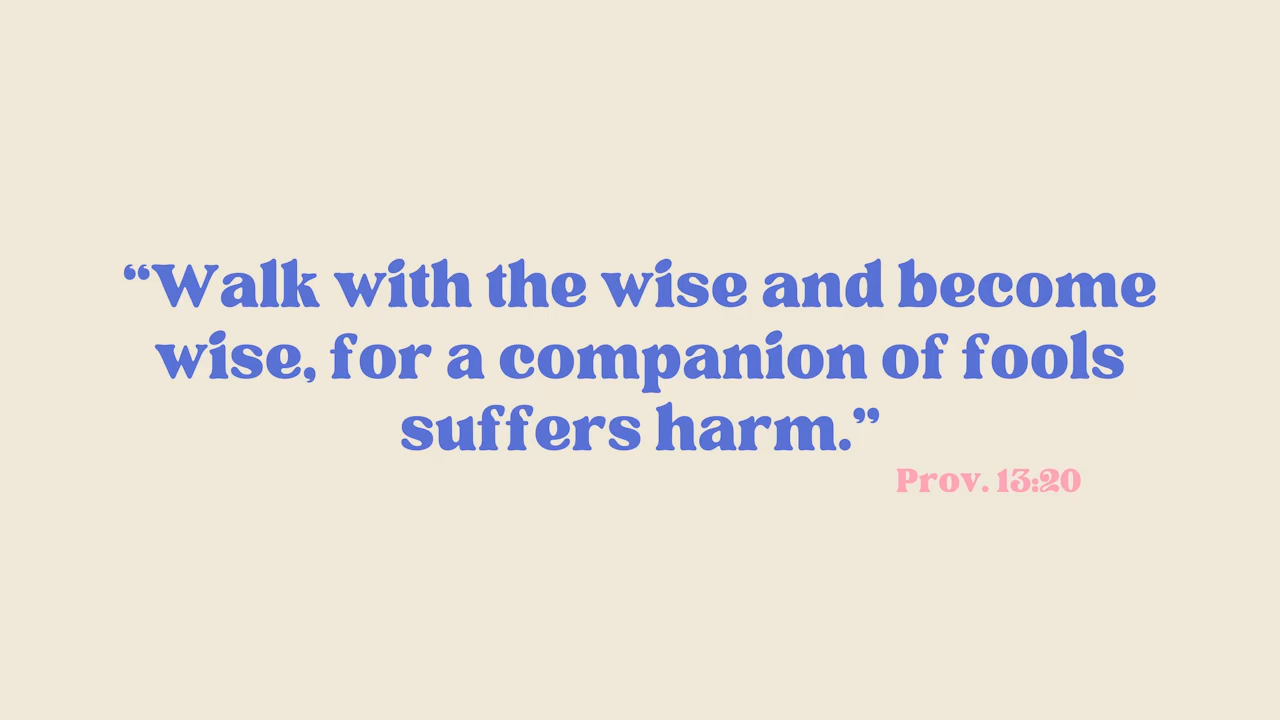 “Walk with the wise and become
wise, for a companion of fools
suffers harm.”
Prov. 13:20